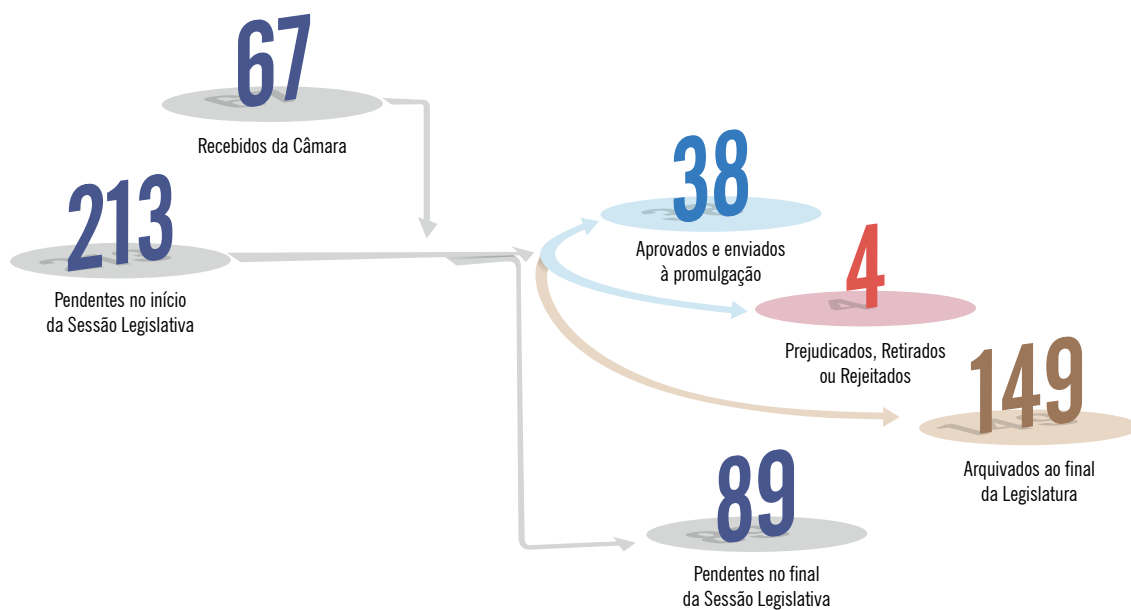 67
Recebidos da Câmara
213
Pendentes no início
da Sessão Legislativa
38
Aprovados e enviados
à promulgação
4
Prejudicados, Retirados
ou Rejeitados
149
Arquivados ao final
da Legislatura
89
Pendentes no final
da Sessão Legislativa